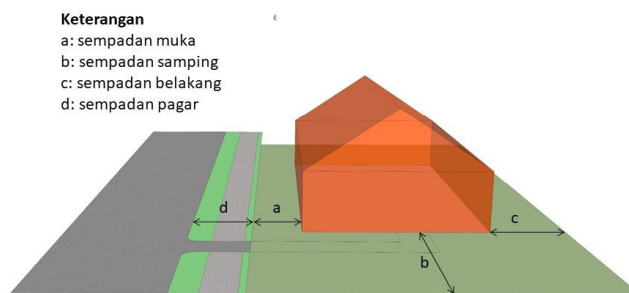 Keterangan
a: sempadan muka
b: sempadan samping
c: sempadan belakang
d: sempadan pagar
d
a
c
b